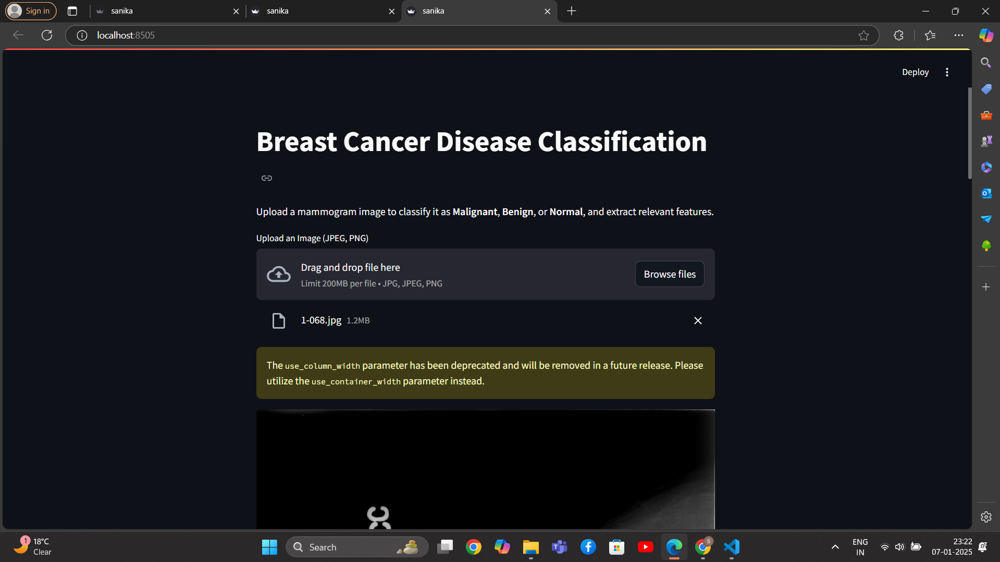 Sign in
sanika
sanika
sanika
localhost:8505
Deploy
Breast Cancer Disease Classification
Upload a mammogram image to classify it as Malignant, Benign, or Normal, and extract relevant features.
Upload an Image (JPEG, PNG)
Drag and drop file here
Limit 200MB per file • JPG, JPEG, PNG
Browse files
1-068.jpg 1.2MB
The use_column_width parameter has been deprecated and will be removed in a future release. Please
utilize the use_container_width parameter instead.
1
18°C
Clear
Search
S
ENG
IN
23:22
07-01-2025